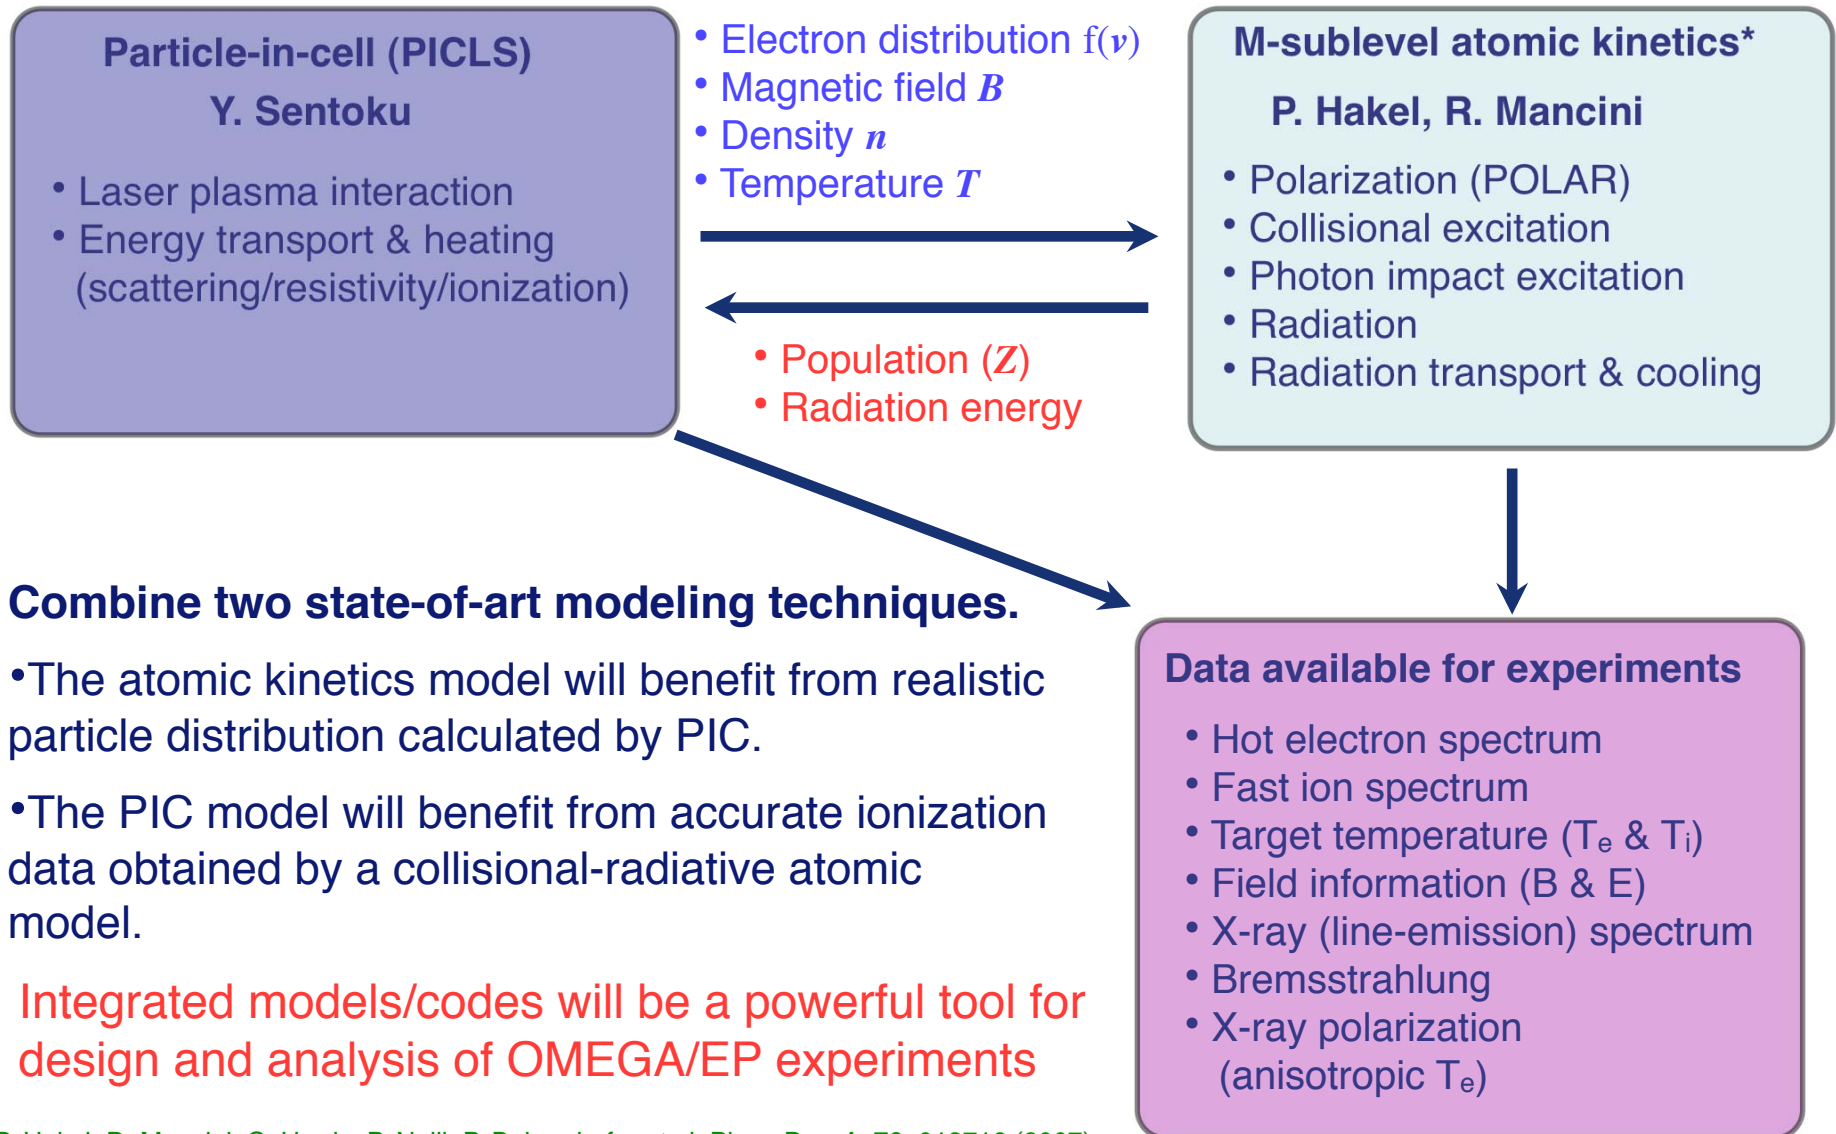 Particle-in-cell (PICLS)
Y. Sentoku
• Laser plasma interaction
• Energy transport & heating
(scattering/resistivity/ionization)
• Electron distribution f(v)
• Magnetic field B
• Density n
• Temperature T
• Population (Z)
• Radiation energy
M-sublevel atomic kinetics*
P. Hakel, R. Mancini
• Polarization (POLAR)
• Collisional excitation
• Photon impact excitation
• Radiation
• Radiation transport & cooling
Combine two state-of-art modeling techniques.
•The atomic kinetics model will benefit from realistic
particle distribution calculated by PIC.
•The PIC model will benefit from accurate ionization
data obtained by a collisional-radiative atomic
model.
Integrated models/codes will be a powerful tool for
design and analysis of OMEGA/EP experiments
Data available for experiments
• Hot electron spectrum
• Fast ion spectrum
• Target temperature (Te & Ti)
• Field information (B & E)
• X-ray (line-emission) spectrum
• Bremsstrahlung
• X-ray polarization
(anisotropic Te)